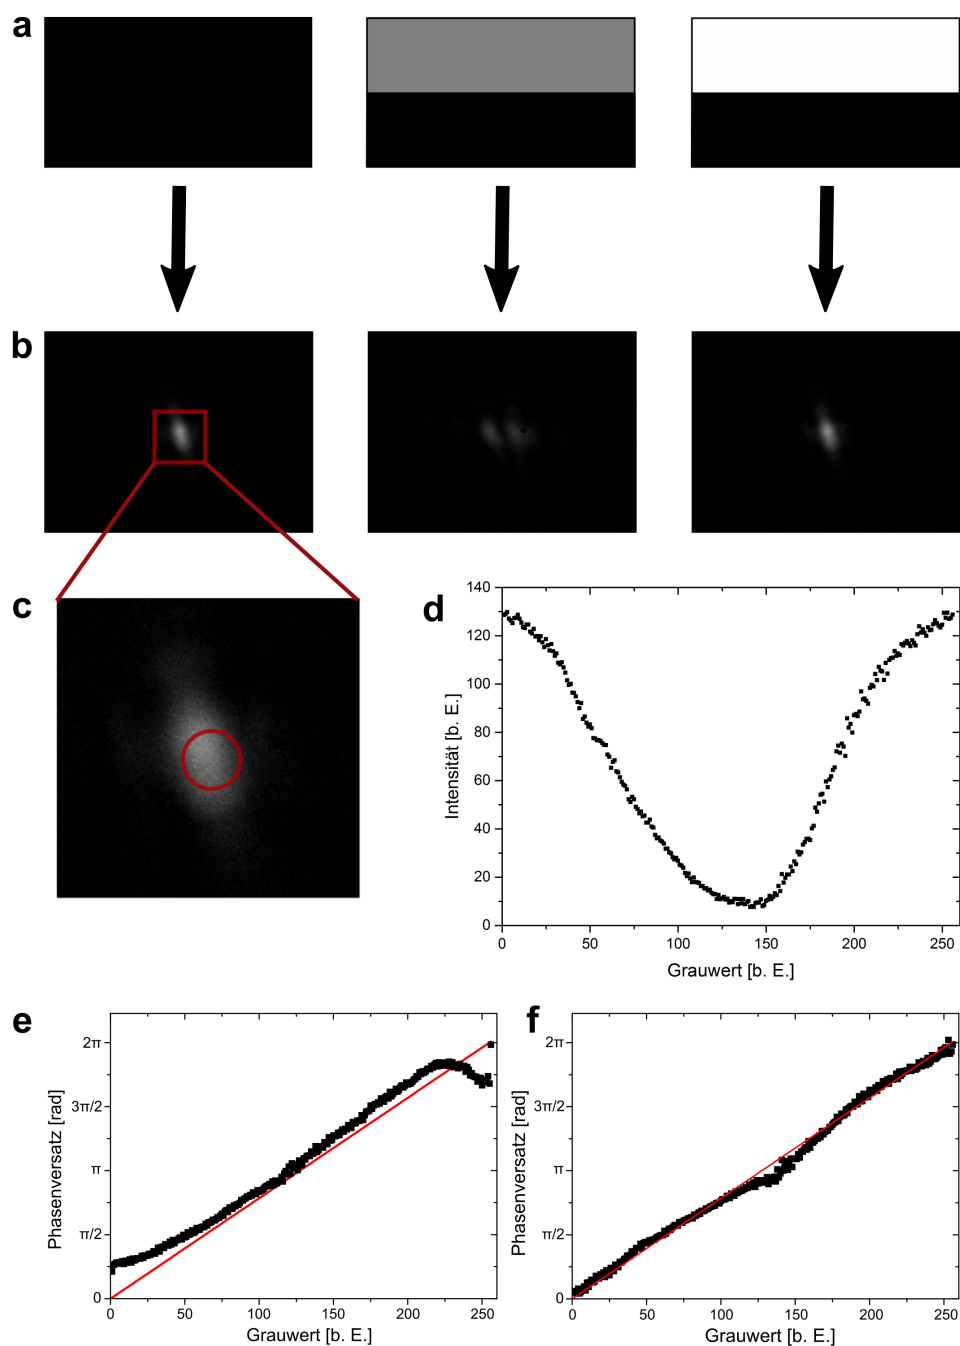 a
b
c
d
140
120
100
80
60
40
20
0
Intensität [b. E.]
0 50 100 150 200 250
Grauwert [b. E.]
e
2π
3π/2
π
π/2
0
Phasenversatz [rad]
0 50 100 150 200 250
Grauwert [b. E.]
f
2π
3π/2
π
π/2
0
Phasenversatz [rad]
0 50 100 150 200 250
Grauwert [b. E.]